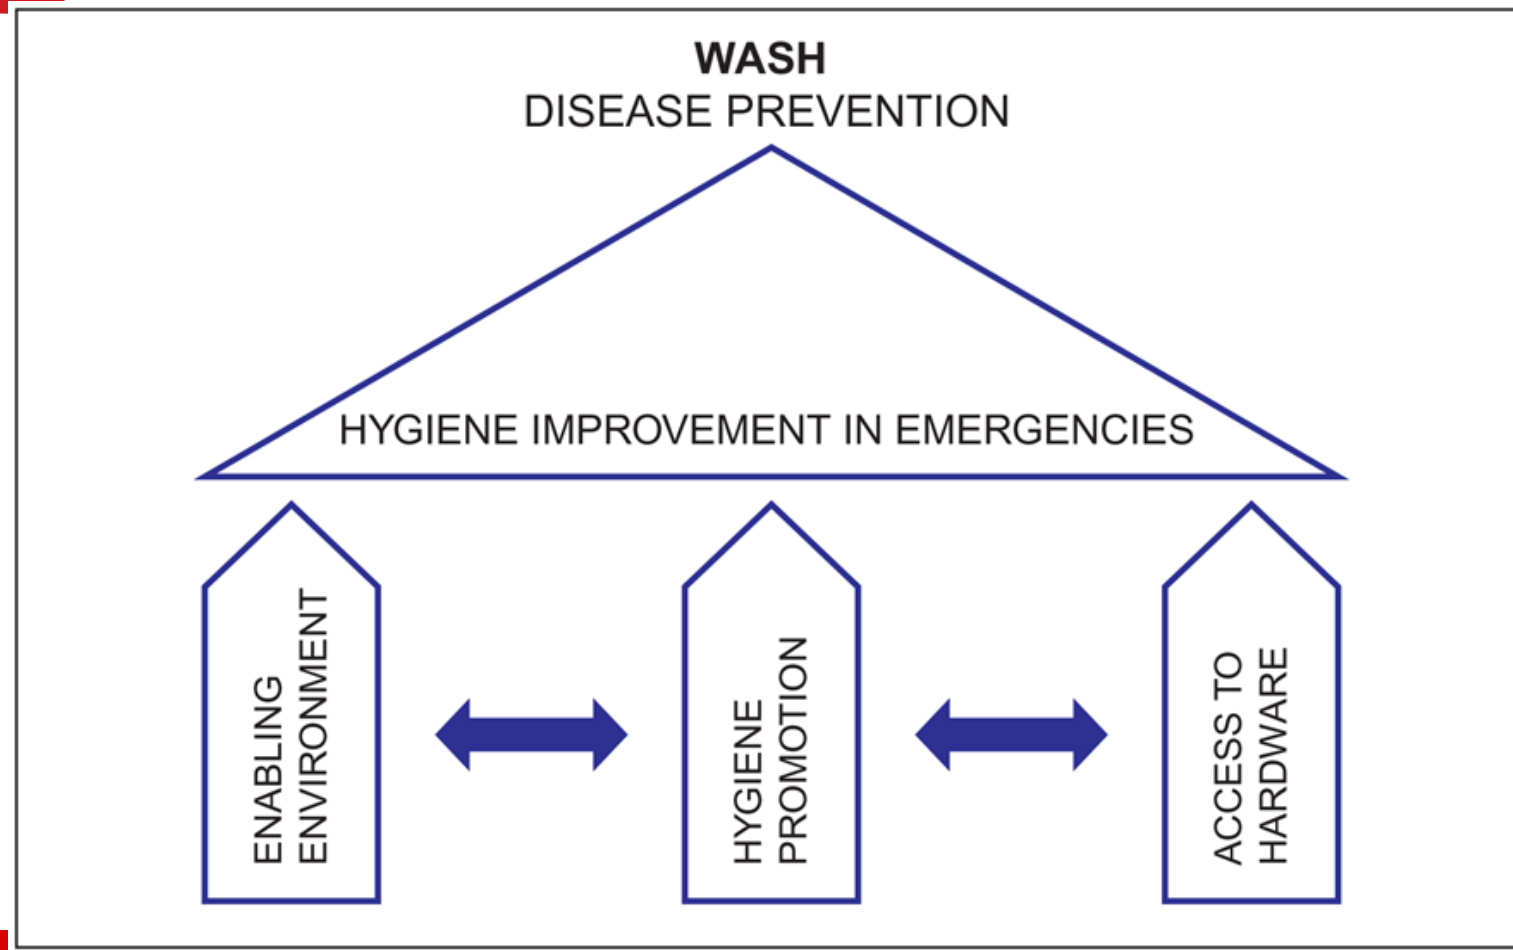 WASH
DISEASE PREVENTION
HYGIENE IMPROVEMENT IN EMERGENCIES
ENABLING
ENVIRONMENT
HYGIENE
PROMOTION
ACCESS TO
HARDWARE